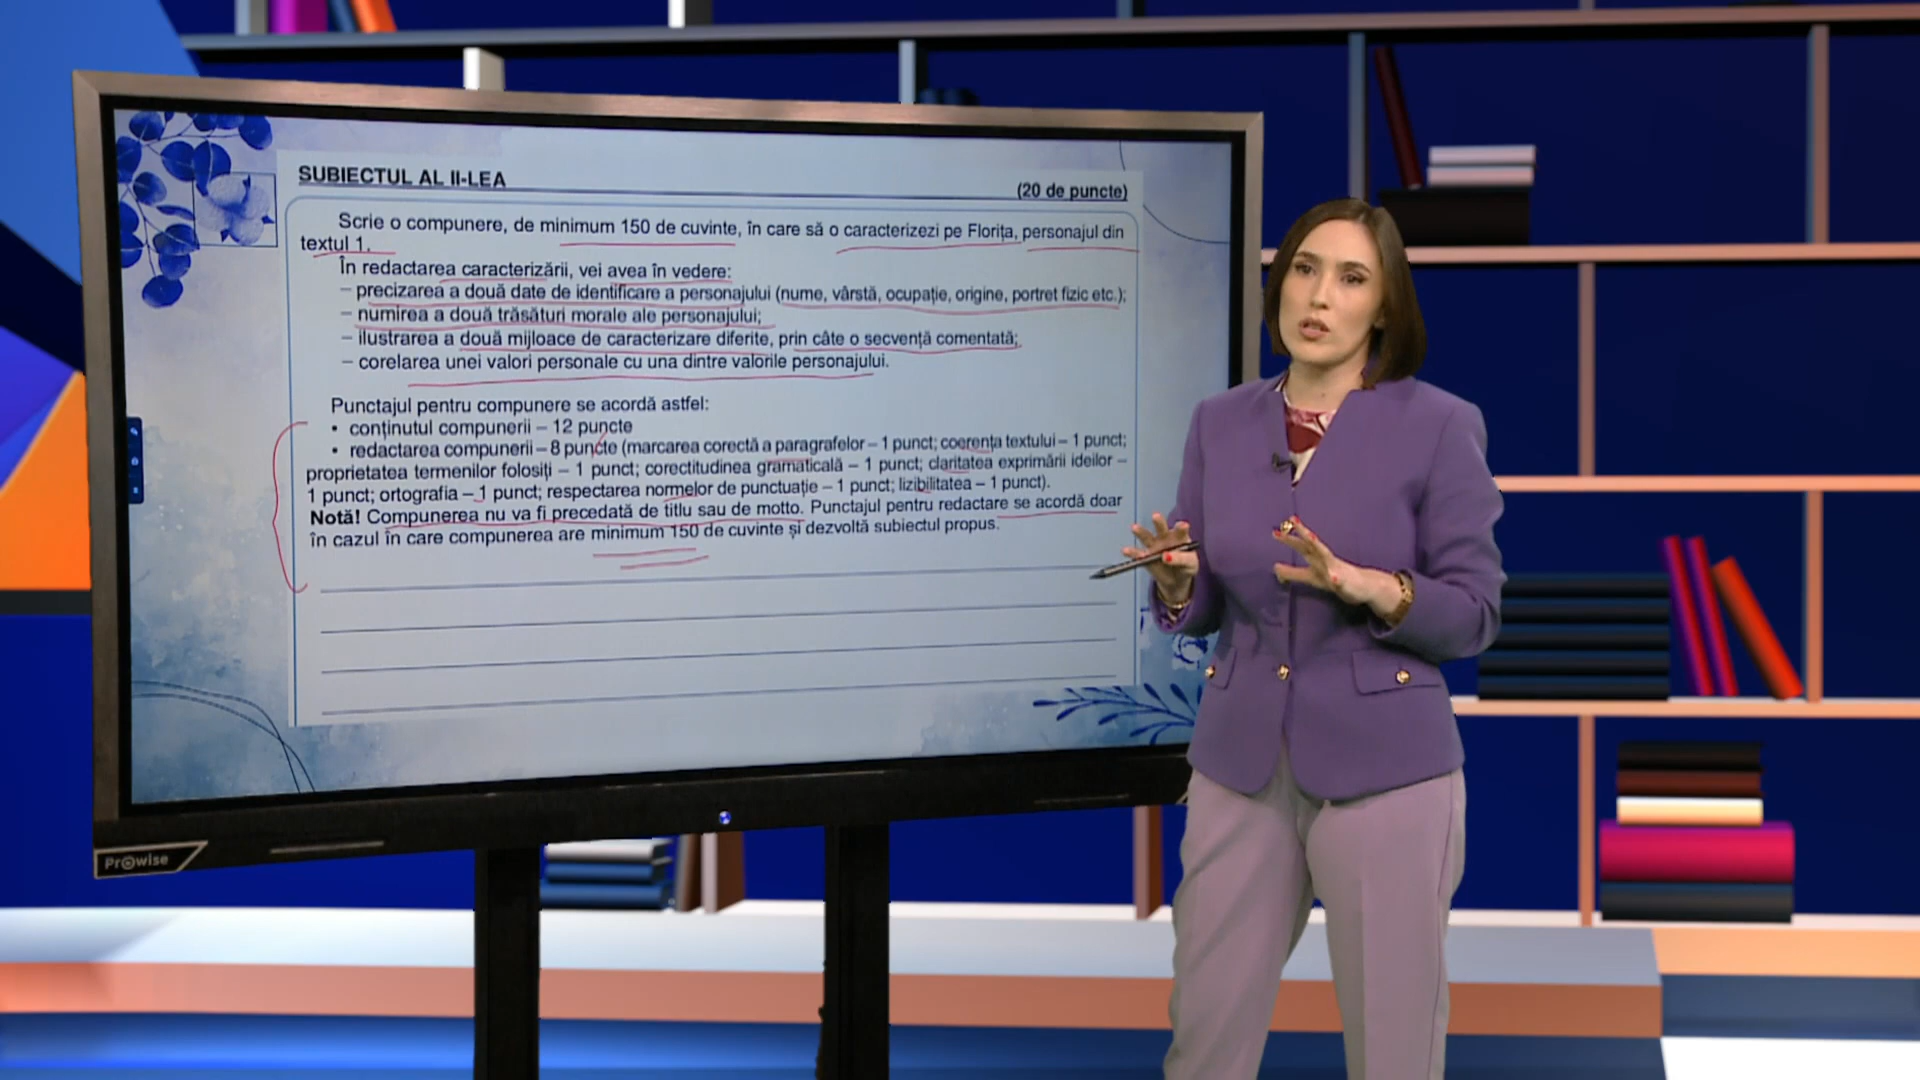 SUBIECTUL AL II-LEA
(20 de puncte)
Scrie o compunere, de minimum 150 de cuvinte, în care să o caracterizezi pe Florița, personajul din
textul 1.
În redactarea caracterizării, vei avea în vedere:
– precizarea a două date de identificare a personajului (nume, vârstă, ocupație, origine, portret fizic etc.);
– numirea a două trăsături morale ale personajului;
– ilustrarea a două mijloace de caracterizare diferite, prin câte o secvență comentată;
– corelarea unei valori personale cu una dintre valorile personajului.
Punctajul pentru compunere se acordă astfel:
• conținutul compunerii – 12 puncte
• redactarea compunerii – 8 puncte (marcarea corectă a paragrafelor – 1 punct; coerența textului – 1 punct;
proprietatea termenilor folosiți – 1 punct; corectitudinea gramaticală – 1 punct; claritatea exprimării ideilor –
1 punct; ortografia – 1 punct; respectarea normelor de punctuație – 1 punct; lizibilitatea – 1 punct).
Notă! Compunerea nu va fi precedată de titlu sau de motto. Punctajul pentru redactare se acordă doar
în cazul în care compunerea are minimum 150 de cuvinte și dezvoltă subiectul propus.
Prowise